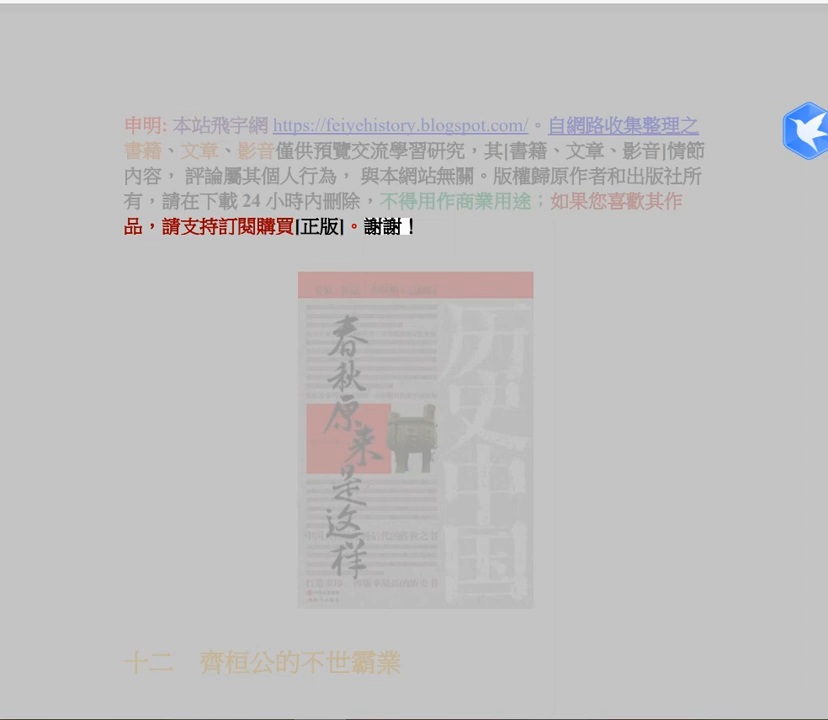 申明: 本站飛宇網 https://feiyehistory.blogspot.com/。自網路收集整理之
書籍、文章、影音僅供預覽交流學習研究，其|書籍、文章、影音|情節
內容， 評論屬其個人行為， 與本網站無關。版權歸原作者和出版社所
有，請在下載 24 小時內刪除，不得用作商業用途；如果您喜歡其作
品，請支持訂閱購買|正版|。謝謝！
历史中国
春秋原来是这样
十二 齊桓公的不世霸業